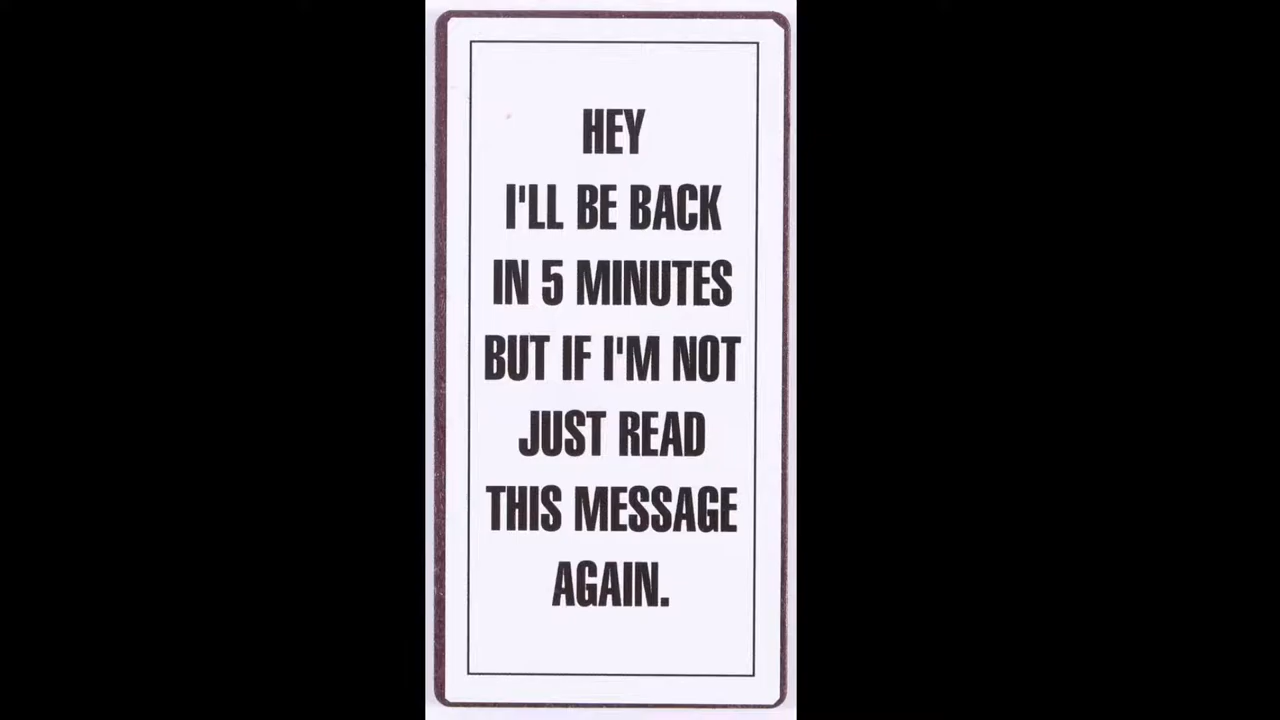 HEY
I'LL BE BACK
IN 5 MINUTES
BUT IF I'M NOT
JUST READ
THIS MESSAGE
AGAIN.